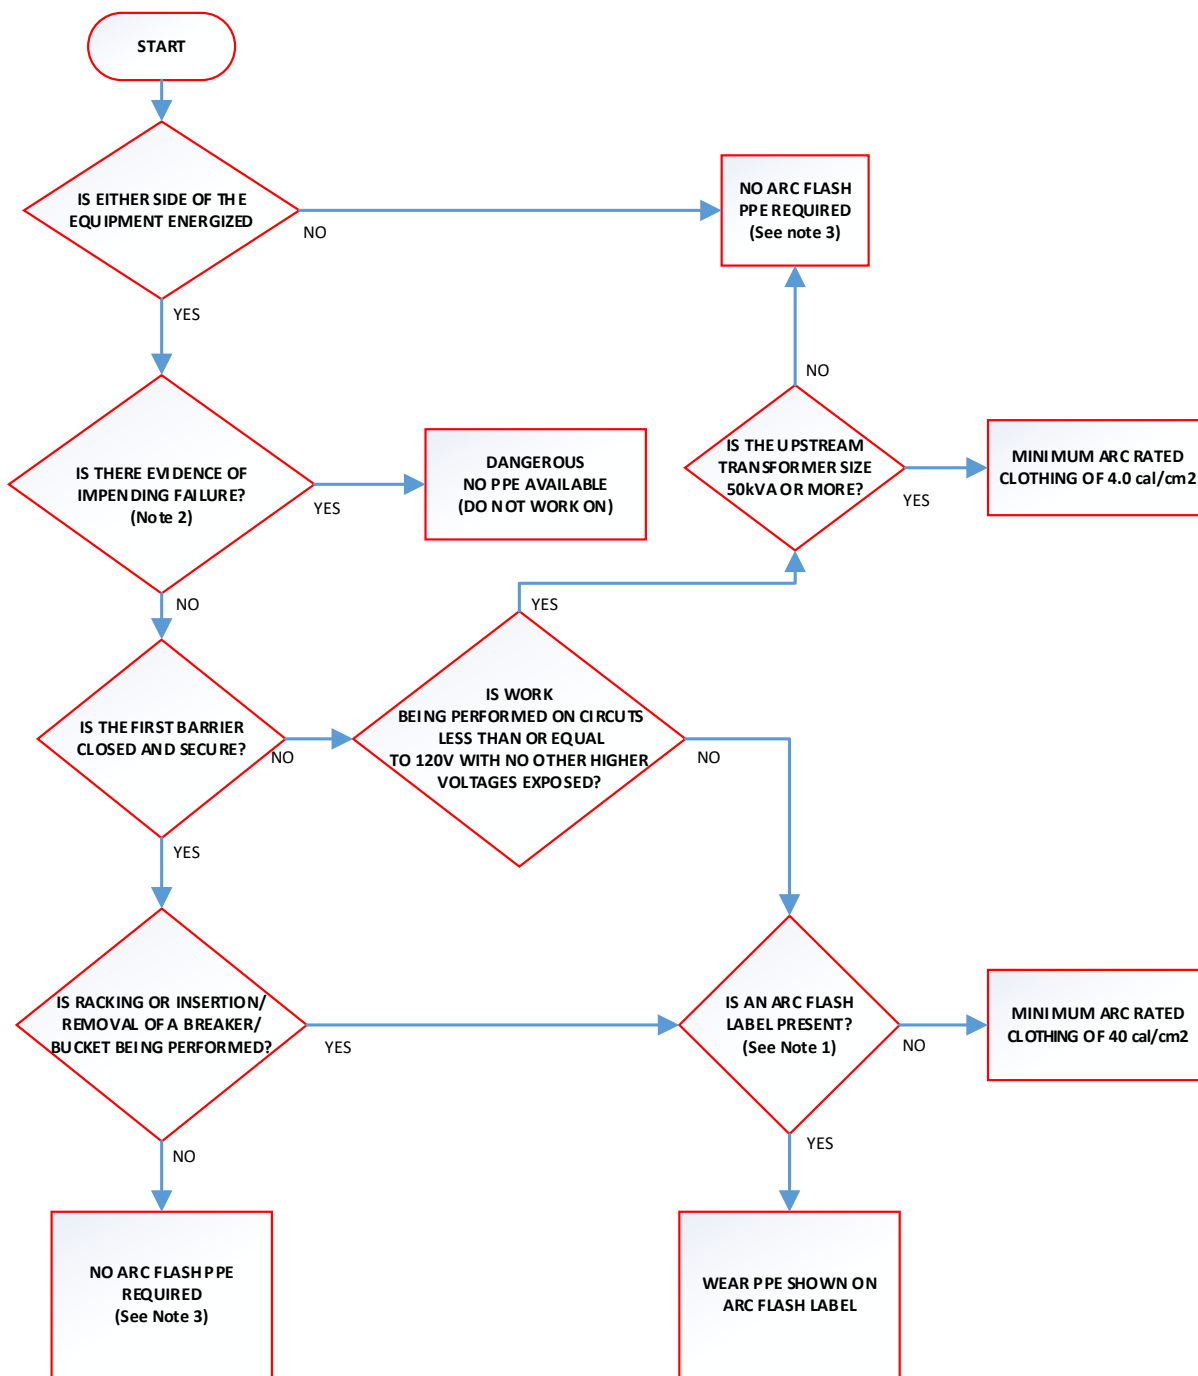 START
IS EITHER SIDE OF THE
EQUIPMENT ENERGIZED
NO
NO ARC FLASH
PPE REQUIRED
(See note 3)
YES
NO
IS THERE EVIDENCE OF
IMPENDING FAILURE?
(Note 2)
YES
DANGEROUS
NO PPE AVAILABLE
(DO NOT WORK ON)
IS THE UPSTREAM
TRANSFORMER SIZE
50kVA OR MORE?
YES
MINIMUM ARC RATED
CLOTHING OF 4.0 cal/cm2
NO
YES
IS THE FIRST BARRIER
CLOSED AND SECURE?
NO
IS WORK
BEING PERFORMED ON CIRCUTS
LESS THAN OR EQUAL
TO 120V WITH NO OTHER HIGHER
VOLTAGES EXPOSED?
NO
YES
IS RACKING OR INSERTION/
REMOVAL OF A BREAKER/
BUCKET BEING PERFORMED?
YES
IS AN ARC FLASH
LABEL PRESENT?
(See Note 1)
NO
MINIMUM ARC RATED
CLOTHING OF 40 cal/cm2
NO
YES
NO ARC FLASH PPE
REQUIRED
(See Note 3)
WEAR PPE SHOWN ON
ARC FLASH LABEL